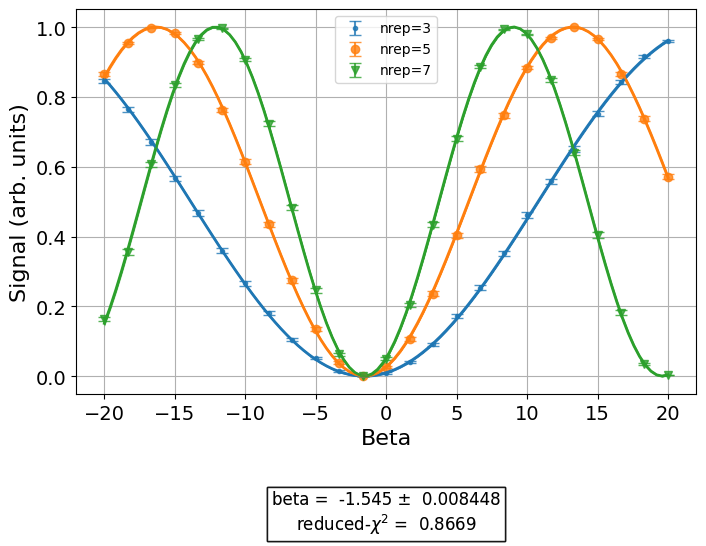 1.0
0.8
0.6
0.4
0.2
0.0
Signal (arb. units)
nrep=3
nrep=5
nrep=7
−20 −15 −10 −5 0 5 10 15 20
Beta
beta = -1.545 ± 0.008448
reduced-χ² = 0.8669